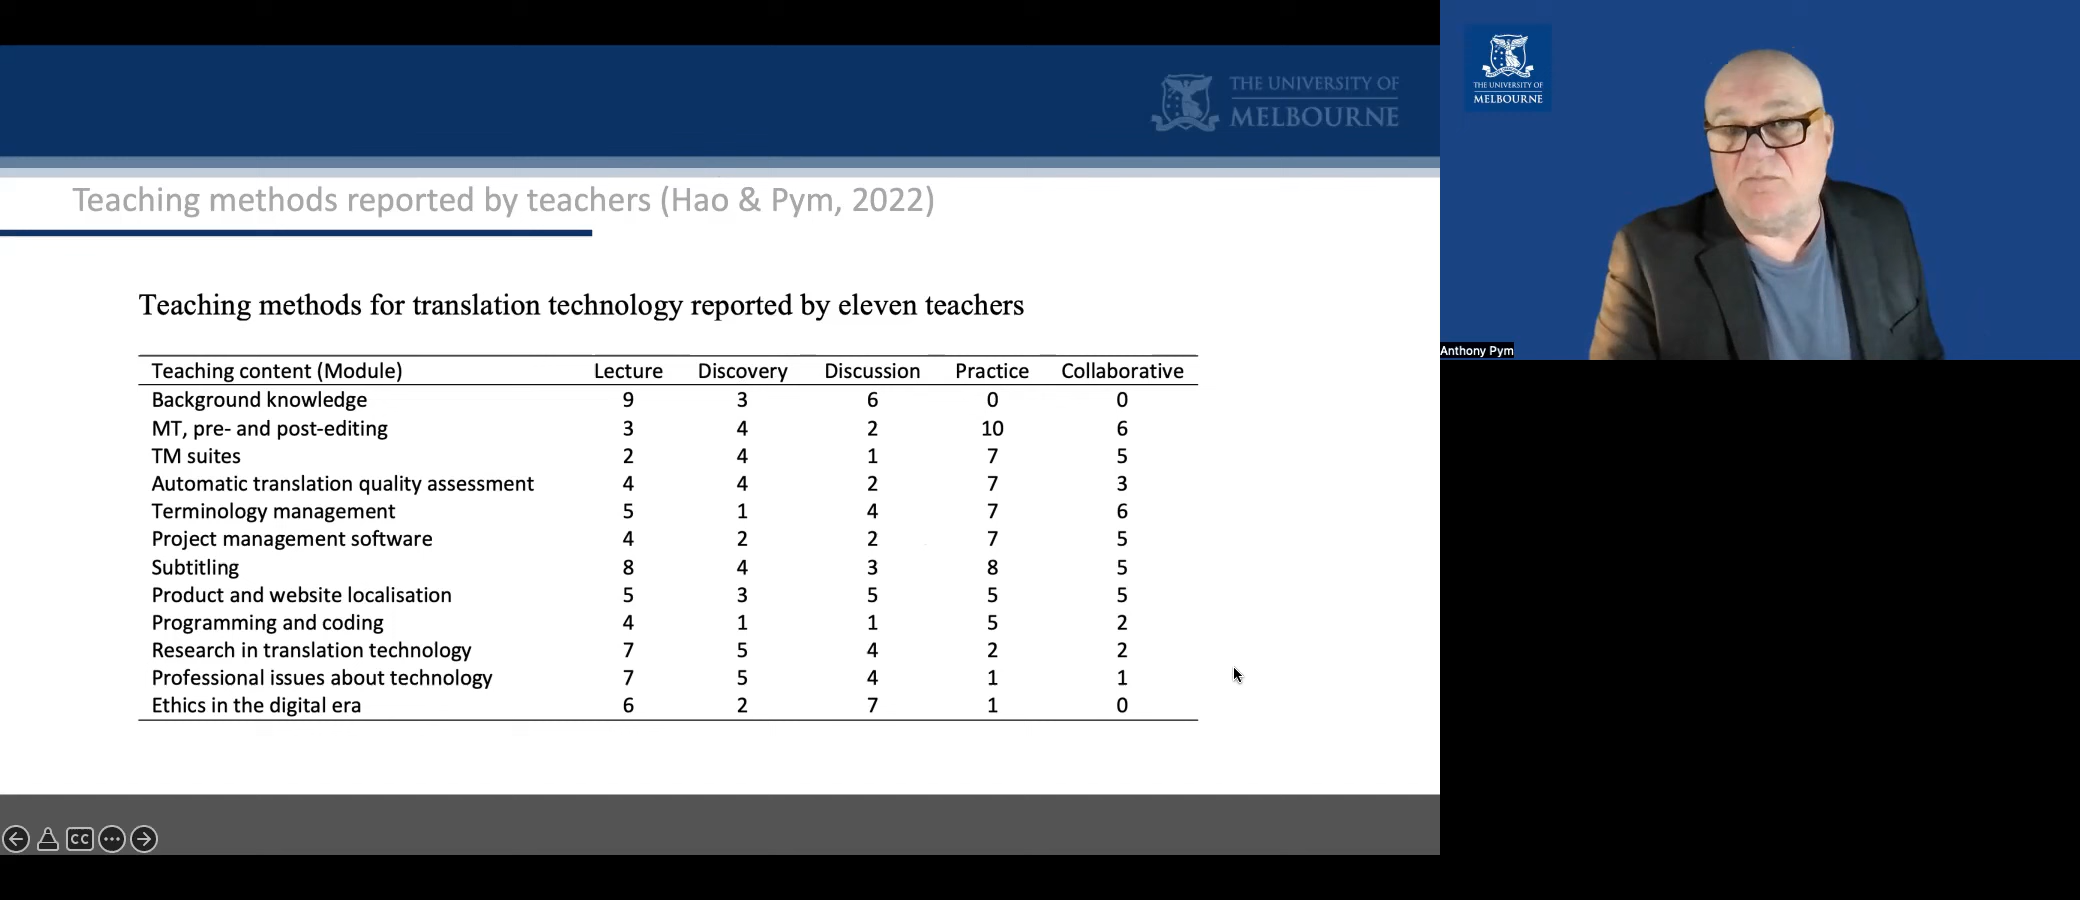 THE UNIVERSITY OF
MELBOURNE
Teaching methods reported by teachers (Hao & Pym, 2022)
Teaching methods for translation technology reported by eleven teachers
Teaching content (Module) Lecture Discovery Discussion Practice Collaborative
Background knowledge 9 3 6 0 0
MT, pre- and post-editing 3 4 2 10 6
TM suites 2 4 1 7 5
Automatic translation quality assessment 4 4 2 7 3
Terminology management 5 1 4 7 6
Project management software 4 2 2 7 5
Subtitling 8 4 3 8 5
Product and website localisation 5 3 5 5 5
Programming and coding 4 1 1 5 2
Research in translation technology 7 5 4 2 2
Professional issues about technology 7 5 4 1 1
Ethics in the digital era 6 2 7 1 0
CC
THE UNIVERSITY OF
MELBOURNE
Anthony Pym